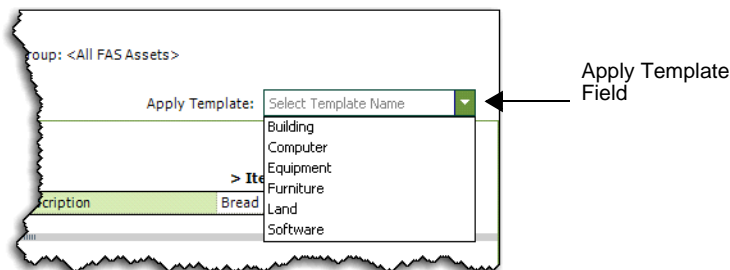 roup: <All FAS Assets>
Apply Template: Select Template Name
Apply Template
Field
Building
Computer
Equipment
> Ite
Furniture
cription Bread
Land
Software